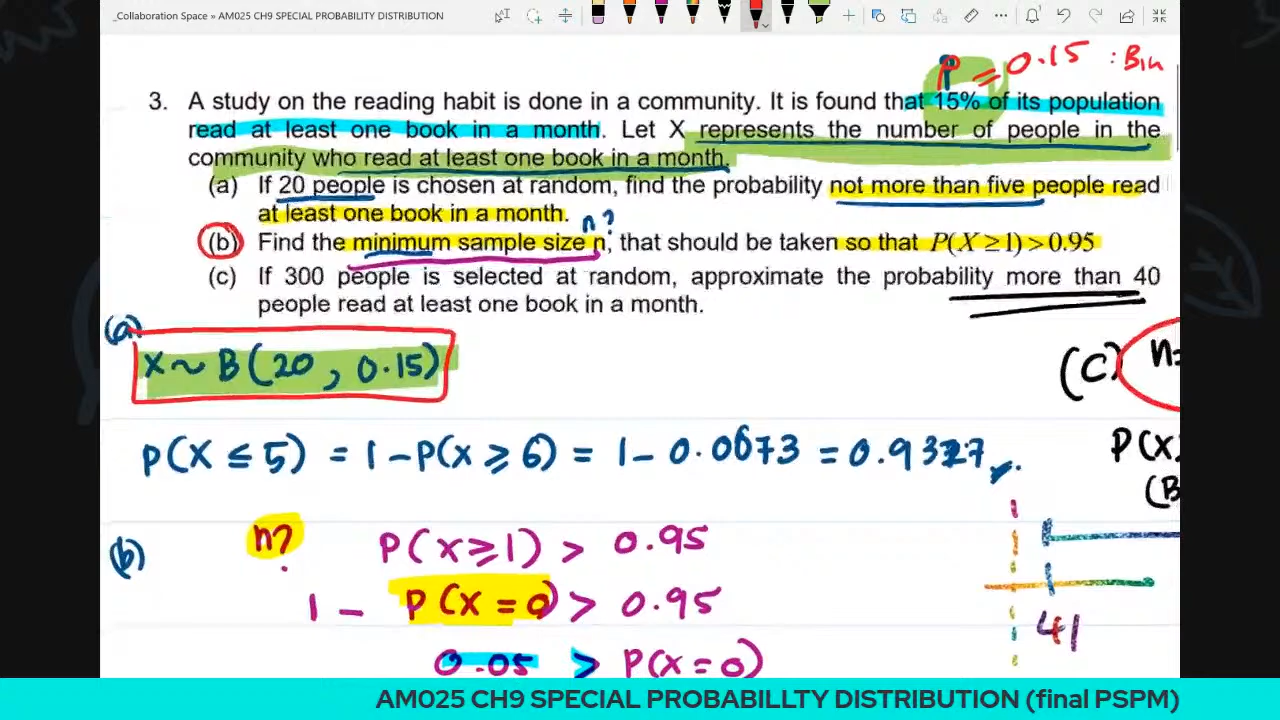 _Collaboration Space » AM025 CH9 SPECIAL PROBABILITY DISTRIBUTION
P = 0.15 : Bin
3. A study on the reading habit is done in a community. It is found that 15% of its population
read at least one book in a month. Let X represents the number of people in the
community who read at least one book in a month.
(a) If 20 people is chosen at random, find the probability not more than five people read
at least one book in a month.
n?
(b) Find the minimum sample size n, that should be taken so that P(X ≥ 1) > 0.95
(c) If 300 people is selected at random, approximate the probability more than 40
people read at least one book in a month.
(a)
X ~ B(20, 0.15)
(C) n=
P(X ≤ 5) = 1 - P(X ≥ 6) = 1 - 0.0673 = 0.9327
P(X
(B
(b) n? P(X ≥ 1) > 0.95
1 - P(X = 0) > 0.95
41
0.05 > P(X = 0)
AM025 CH9 SPECIAL PROBABILLTY DISTRIBUTION (final PSPM)